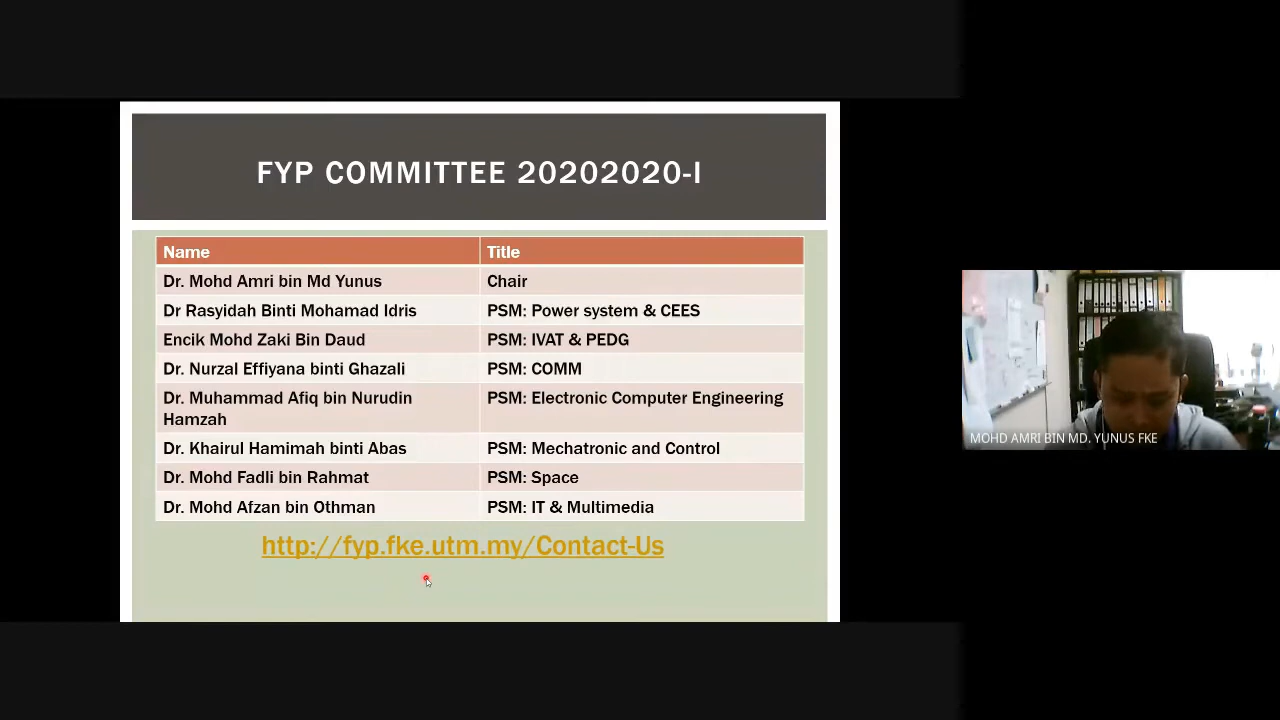 FYP COMMITTEE 20202020-I
Name Title
Dr. Mohd Amri bin Md Yunus Chair
Dr Rasyidah Binti Mohamad Idris PSM: Power system & CEES
Encik Mohd Zaki Bin Daud PSM: IVAT & PEDG
Dr. Nurzal Effiyana binti Ghazali PSM: COMM
Dr. Muhammad Afiq bin Nurudin PSM: Electronic Computer Engineering
Hamzah
Dr. Khairul Hamimah binti Abas PSM: Mechatronic and Control
Dr. Mohd Fadli bin Rahmat PSM: Space
Dr. Mohd Afzan bin Othman PSM: IT & Multimedia
http://fyp.fke.utm.my/Contact-Us
MOHD AMRI BIN MD. YUNUS FKE